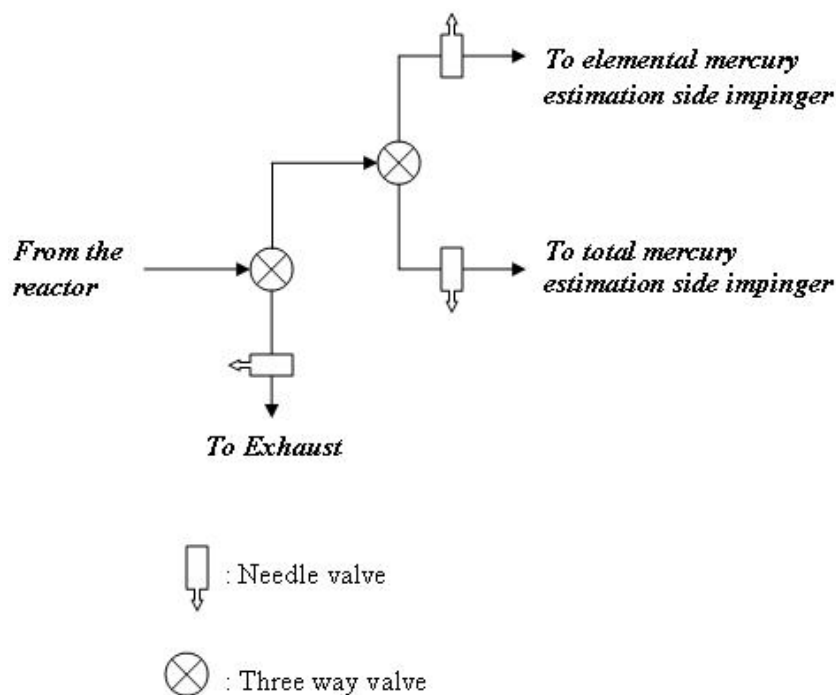 To elemental mercury
estimation side impinger
From the
reactor
To total mercury
estimation side impinger
To Exhaust
: Needle valve
: Three way valve